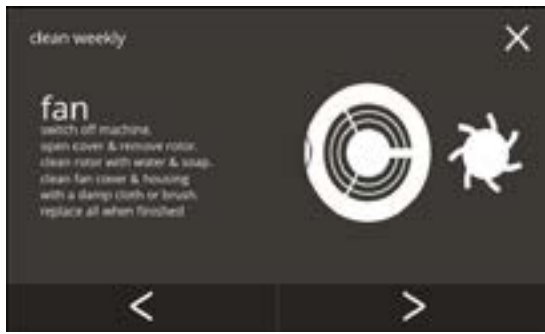 clean weekly
fan
switch off machine.
open cover & remove rotor.
clean rotor with water & soap.
clean fan cover & housing
with a damp cloth or brush.
replace all when finished